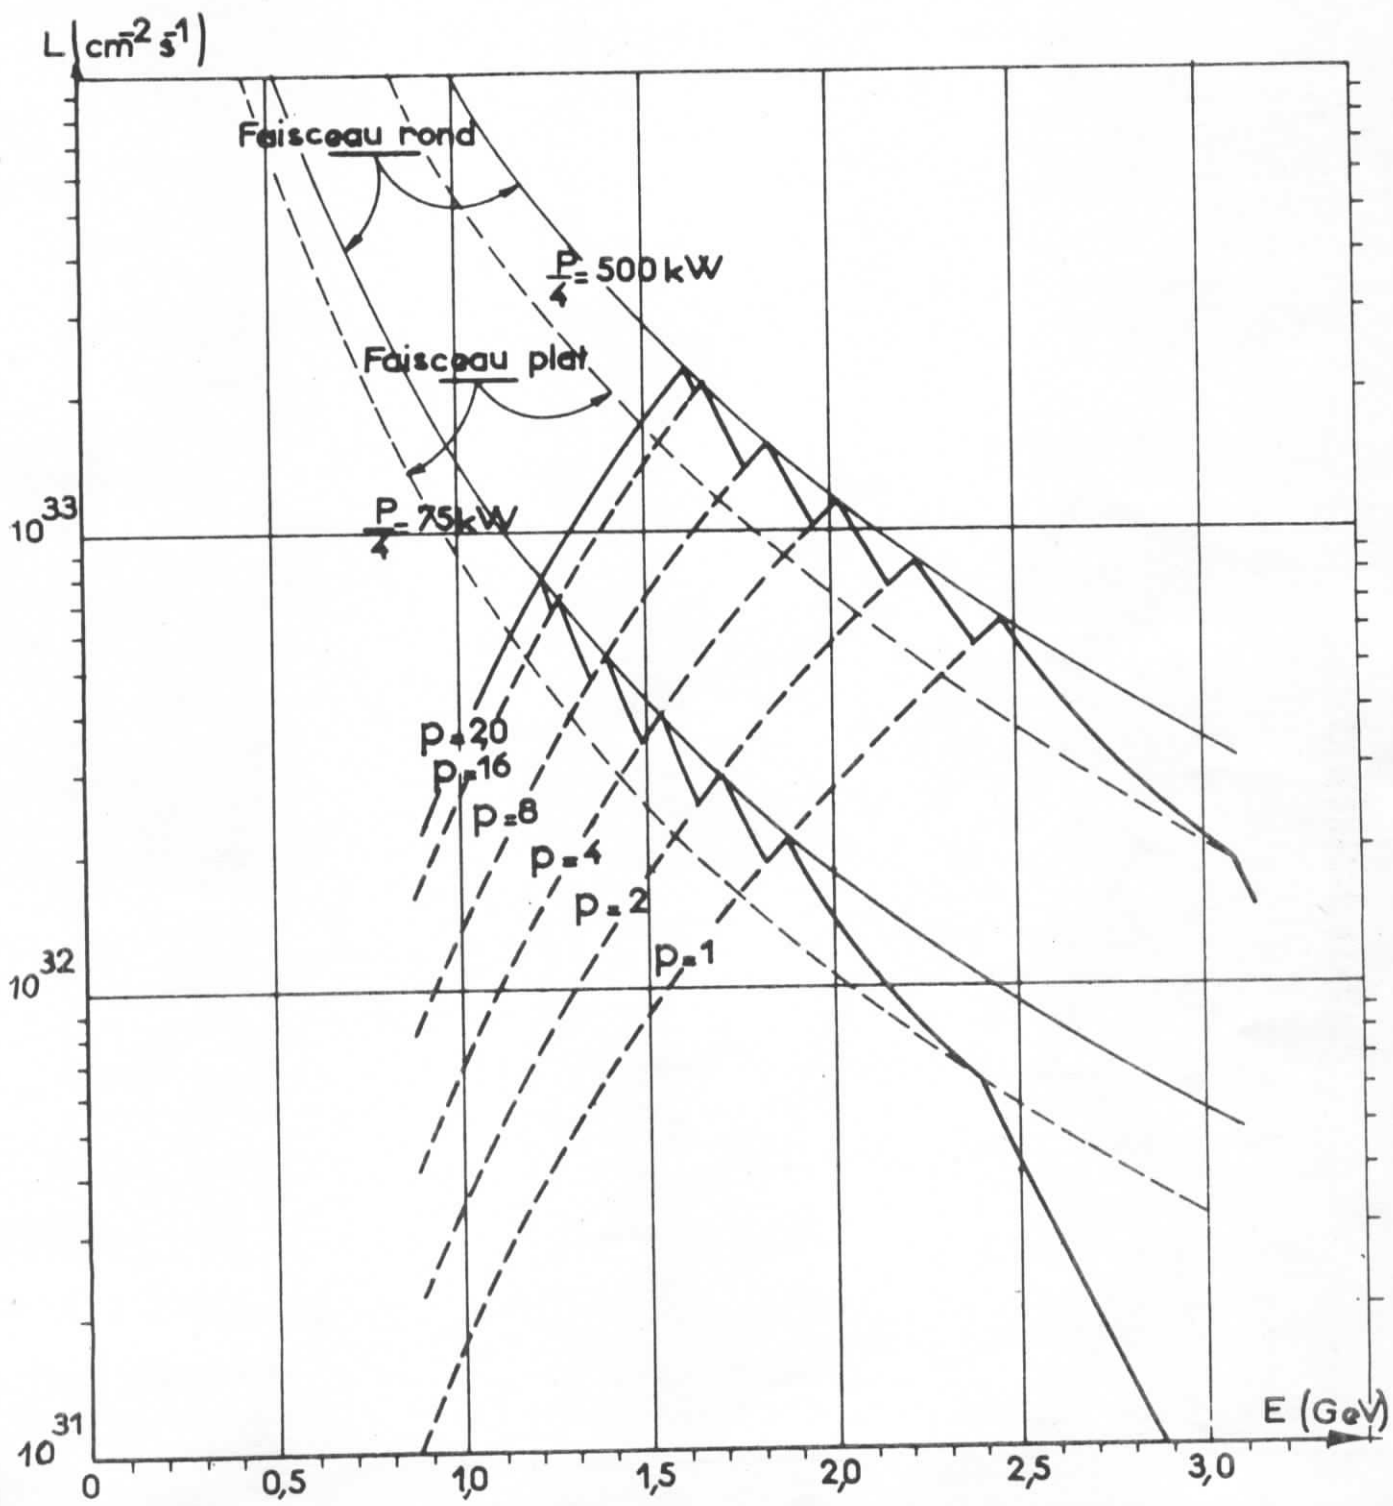 L(cm⁻² s⁻¹)
Faisceau rond
P/4 = 500 kW
Faisceau plat
10³³
P/4 = 75 kW
p=20
p=16
p=8
p=4
p=2
p=1
10³²
10³¹
E (GeV)
0 0,5 1,0 1,5 2,0 2,5 3,0